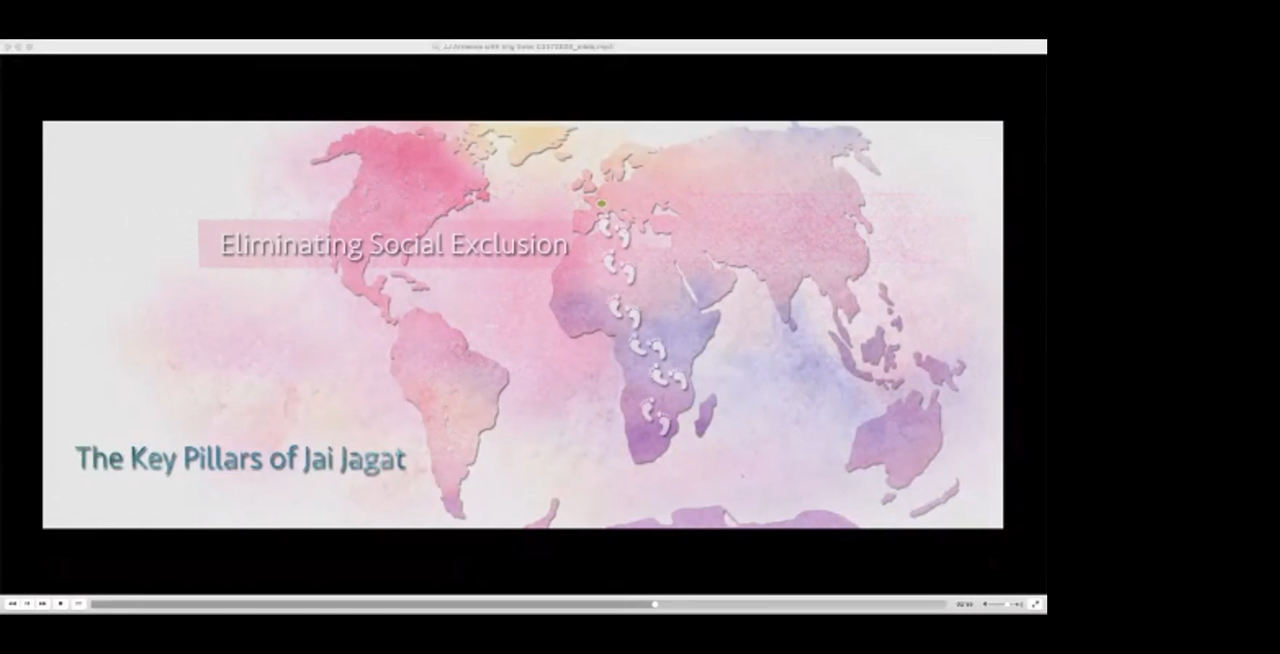 Eliminating Social Exclusion
The Key Pillars of Jai Jagat